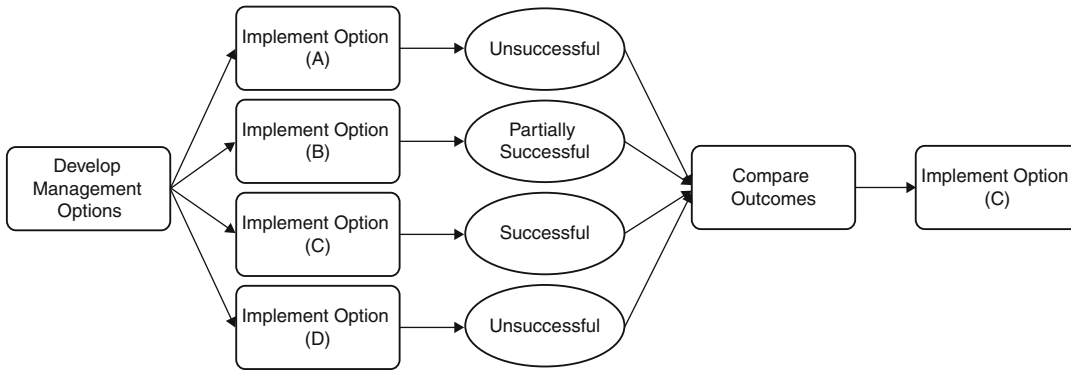 Develop
Management
Options
Implement Option
(A)
Implement Option
(B)
Implement Option
(C)
Implement Option
(D)
Unsuccessful
Partially
Successful
Successful
Unsuccessful
Compare
Outcomes
Implement Option
(C)